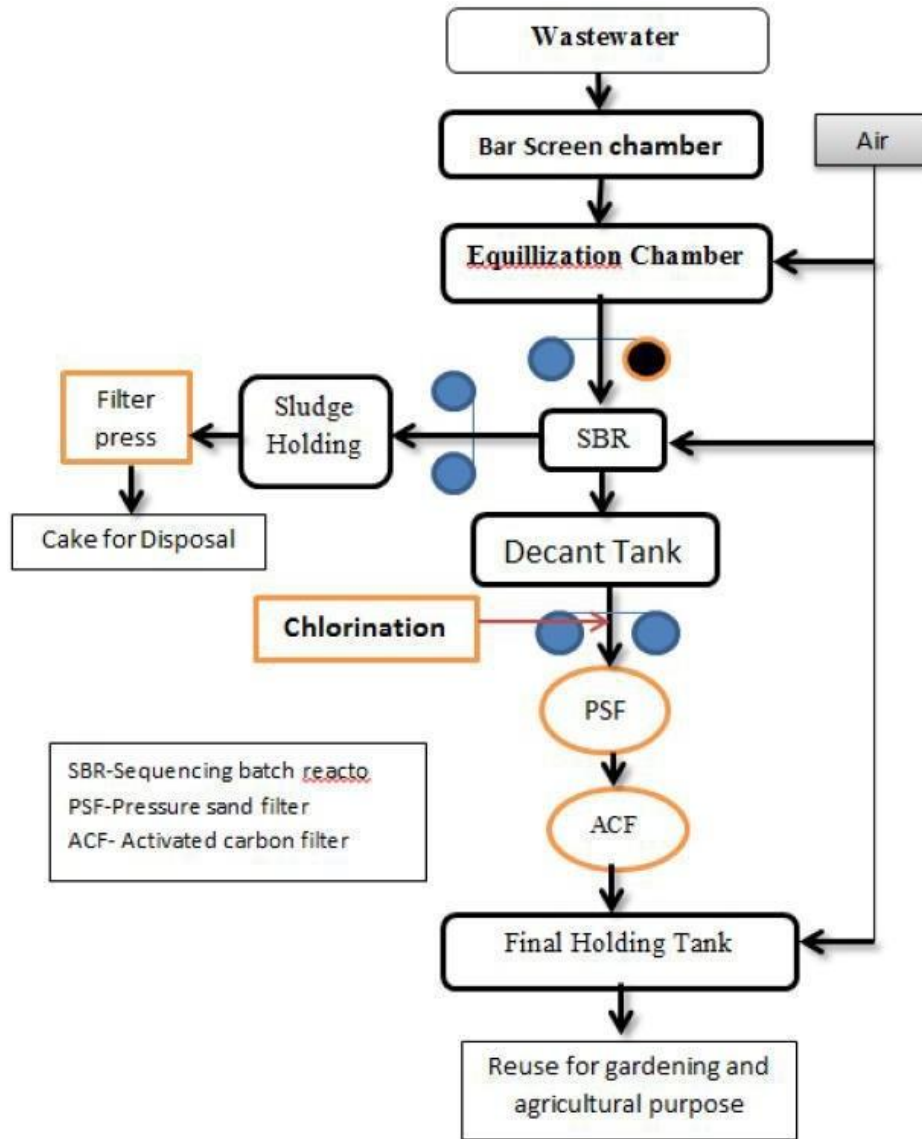 Wastewater
Bar Screen chamber
Air
Equillization Chamber
Filter
press
Sludge
Holding
SBR
Cake for Disposal
Decant Tank
Chlorination
PSF
SBR-Sequencing batch reacto
PSF-Pressure sand filter
ACF- Activated carbon filter
ACF
Final Holding Tank
Reuse for gardening and
agricultural purpose